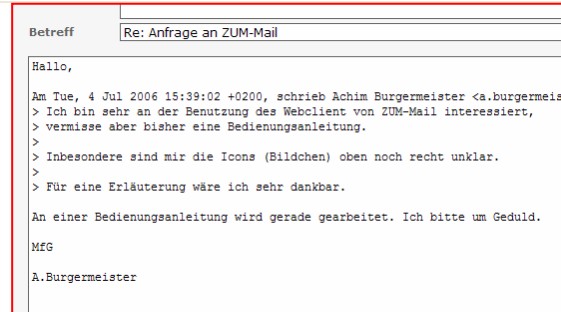 Betreff Re: Anfrage an ZUM-Mail
Hallo,
Am Tue, 4 Jul 2006 15:39:02 +0200, schrieb Achim Burgermeister <a.burgermeis
> Ich bin sehr an der Benutzung des Webclient von ZUM-Mail interessiert,
> vermisse aber bisher eine Bedienungsanleitung.
>
> Inbesondere sind mir die Icons (Bildchen) oben noch recht unklar.
>
> Für eine Erläuterung wäre ich sehr dankbar.
An einer Bedienungsanleitung wird gerade gearbeitet. Ich bitte um Geduld.
MfG
A.Burgermeister